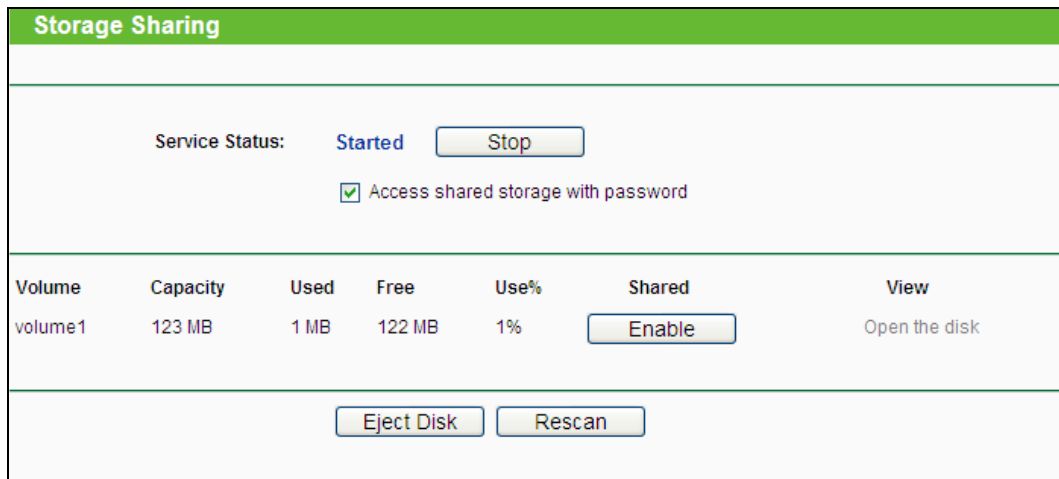 Storage Sharing
Service Status: Started Stop
Access shared storage with password
Volume Capacity Used Free Use% Shared View
volume1 123 MB 1 MB 122 MB 1% Enable Open the disk
Eject Disk Rescan